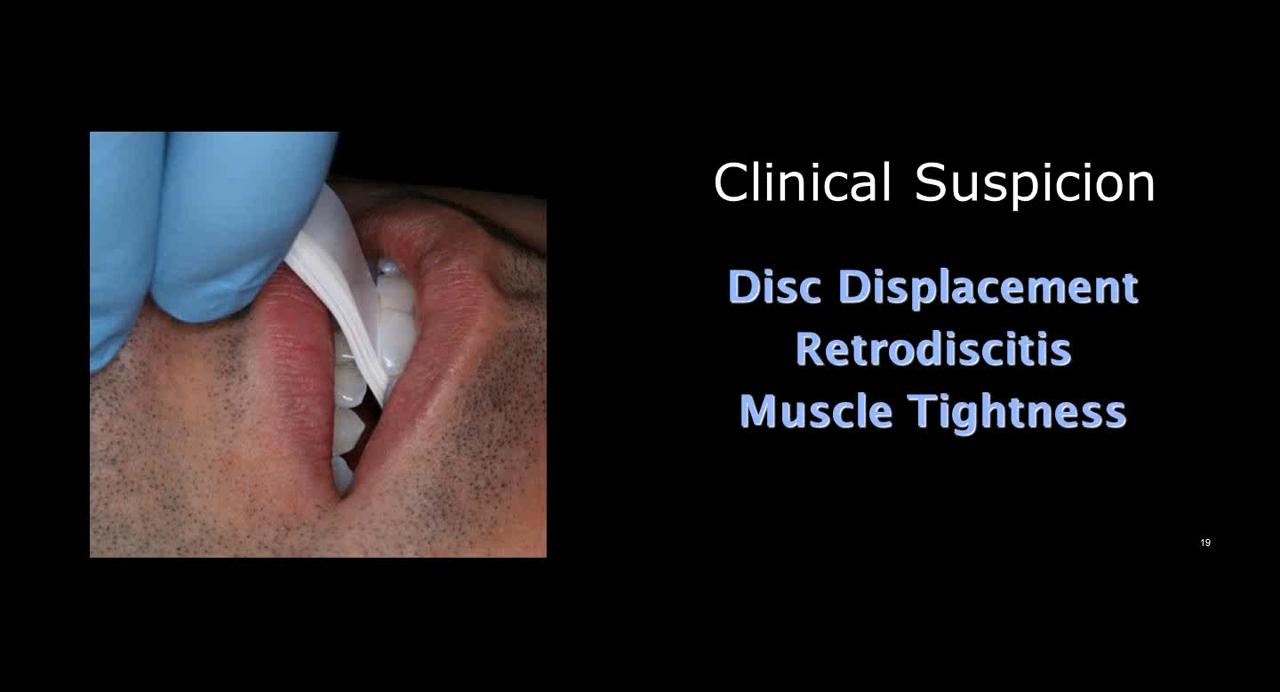 Clinical Suspicion
Disc Displacement
Retrodiscitis
Muscle Tightness
19